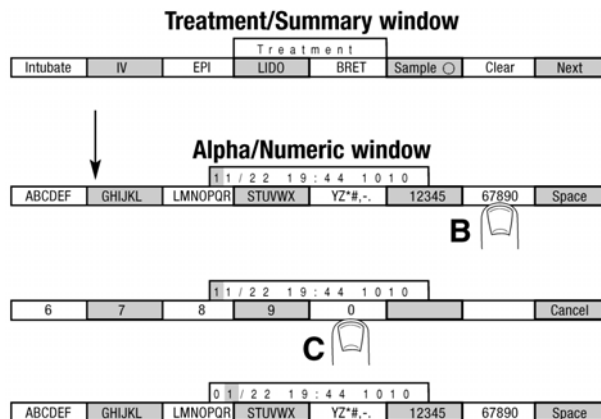 Treatment/Summary window
Treatment
Intubate IV EPI LIDO BRET Sample Clear Next
Alpha/Numeric window
11/22 19:44 1010
ABCDEF GHIJKL LMNOPQR STUVWX YZ*#,-. 12345 67890 Space
B
11/22 19:44 1010
6 7 8 9 0 Cancel
C
01/22 19:44 1010
ABCDEF GHIJKL LMNOPQR STUVWX YZ*#,-. 12345 67890 Space